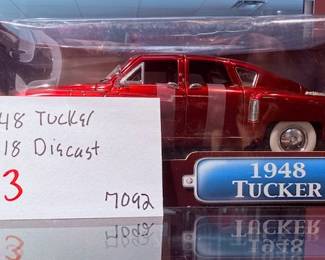 48 Tucker
18 Diecast
3
7092
1948
TUCKER